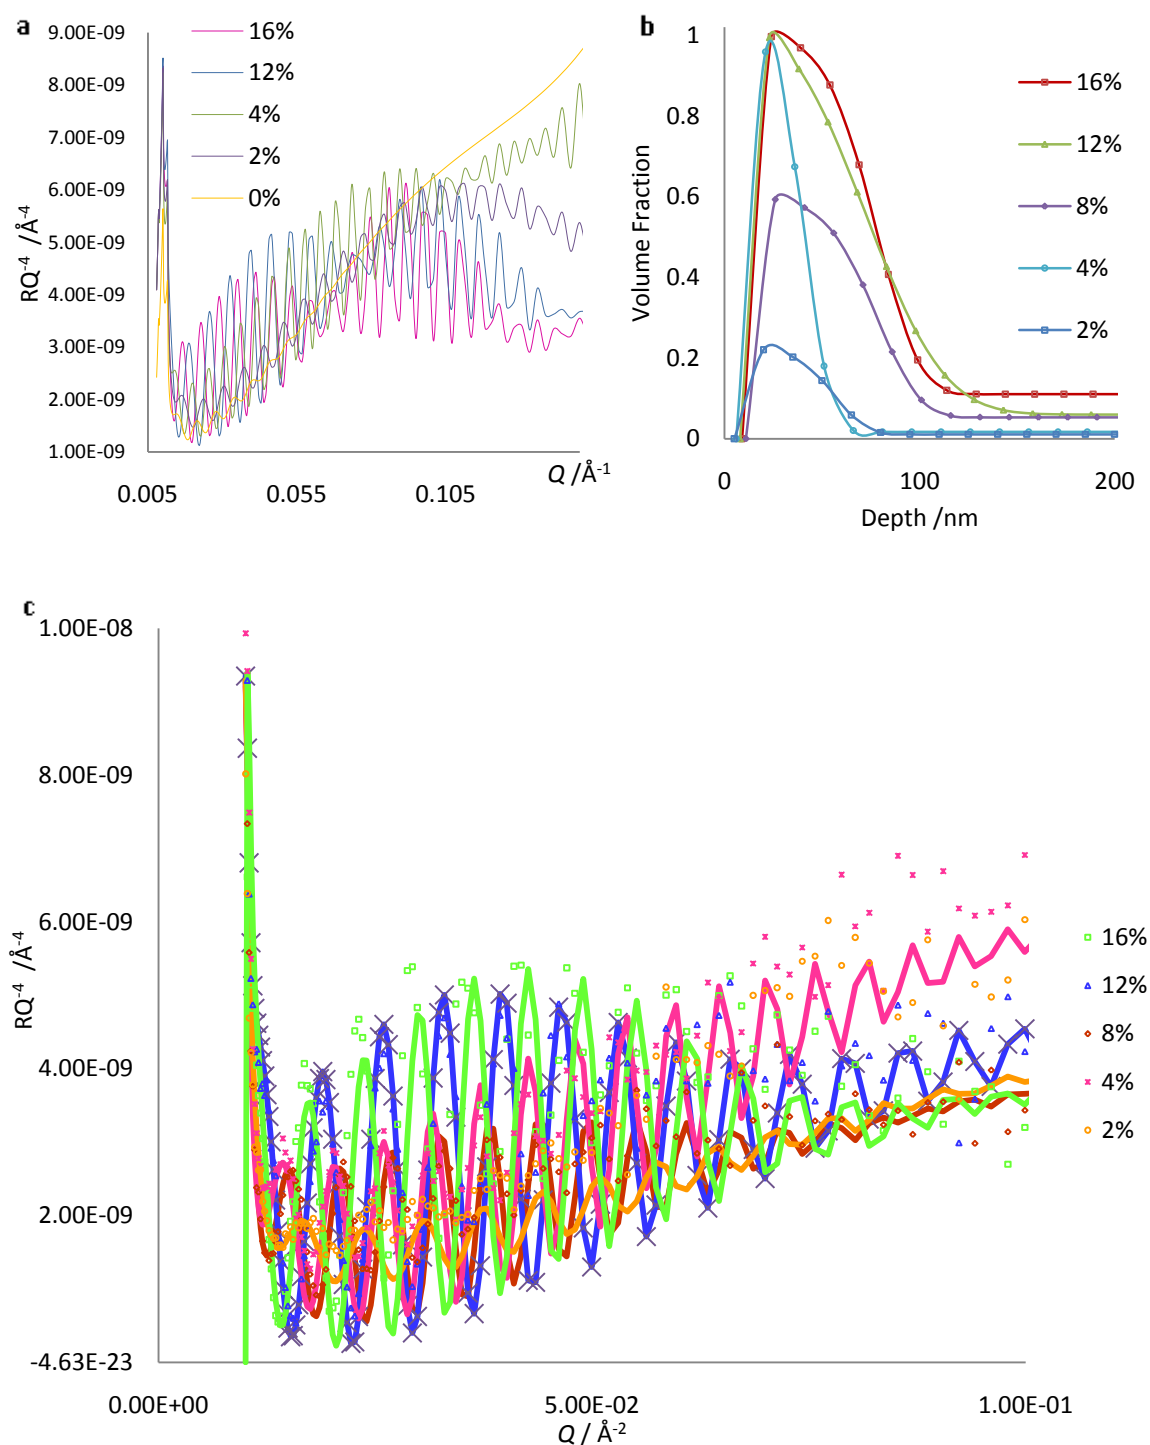 a
9.00E-09
8.00E-09
7.00E-09
6.00E-09
5.00E-09
4.00E-09
3.00E-09
2.00E-09
1.00E-09
RQ⁻⁴ /Å⁻⁴
16%
12%
4%
2%
0%
Q /Å⁻¹
0.005
0.055
0.105
b
1
0.8
0.6
0.4
0.2
0
Volume Fraction
16%
12%
8%
4%
2%
0
100
200
Depth /nm
c
1.00E-08
8.00E-09
6.00E-09
4.00E-09
2.00E-09
-4.63E-23
RQ⁻⁴ /Å⁻⁴
16%
12%
8%
4%
2%
0.00E+00
5.00E-02
1.00E-01
Q / Å⁻²